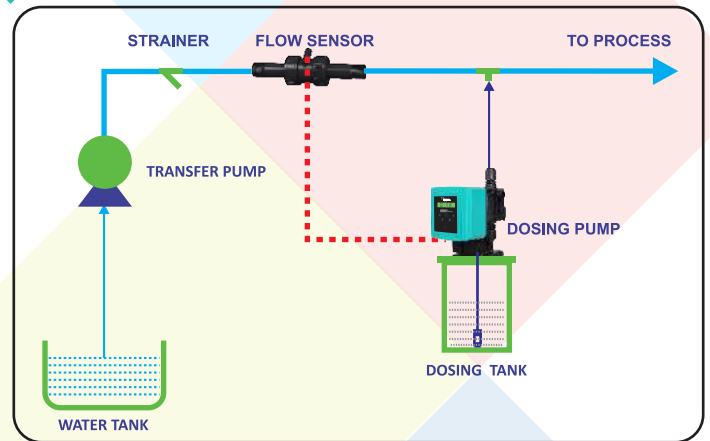 STRAINER
FLOW SENSOR
TO PROCESS
TRANSFER PUMP
DOSING PUMP
DOSING TANK
WATER TANK